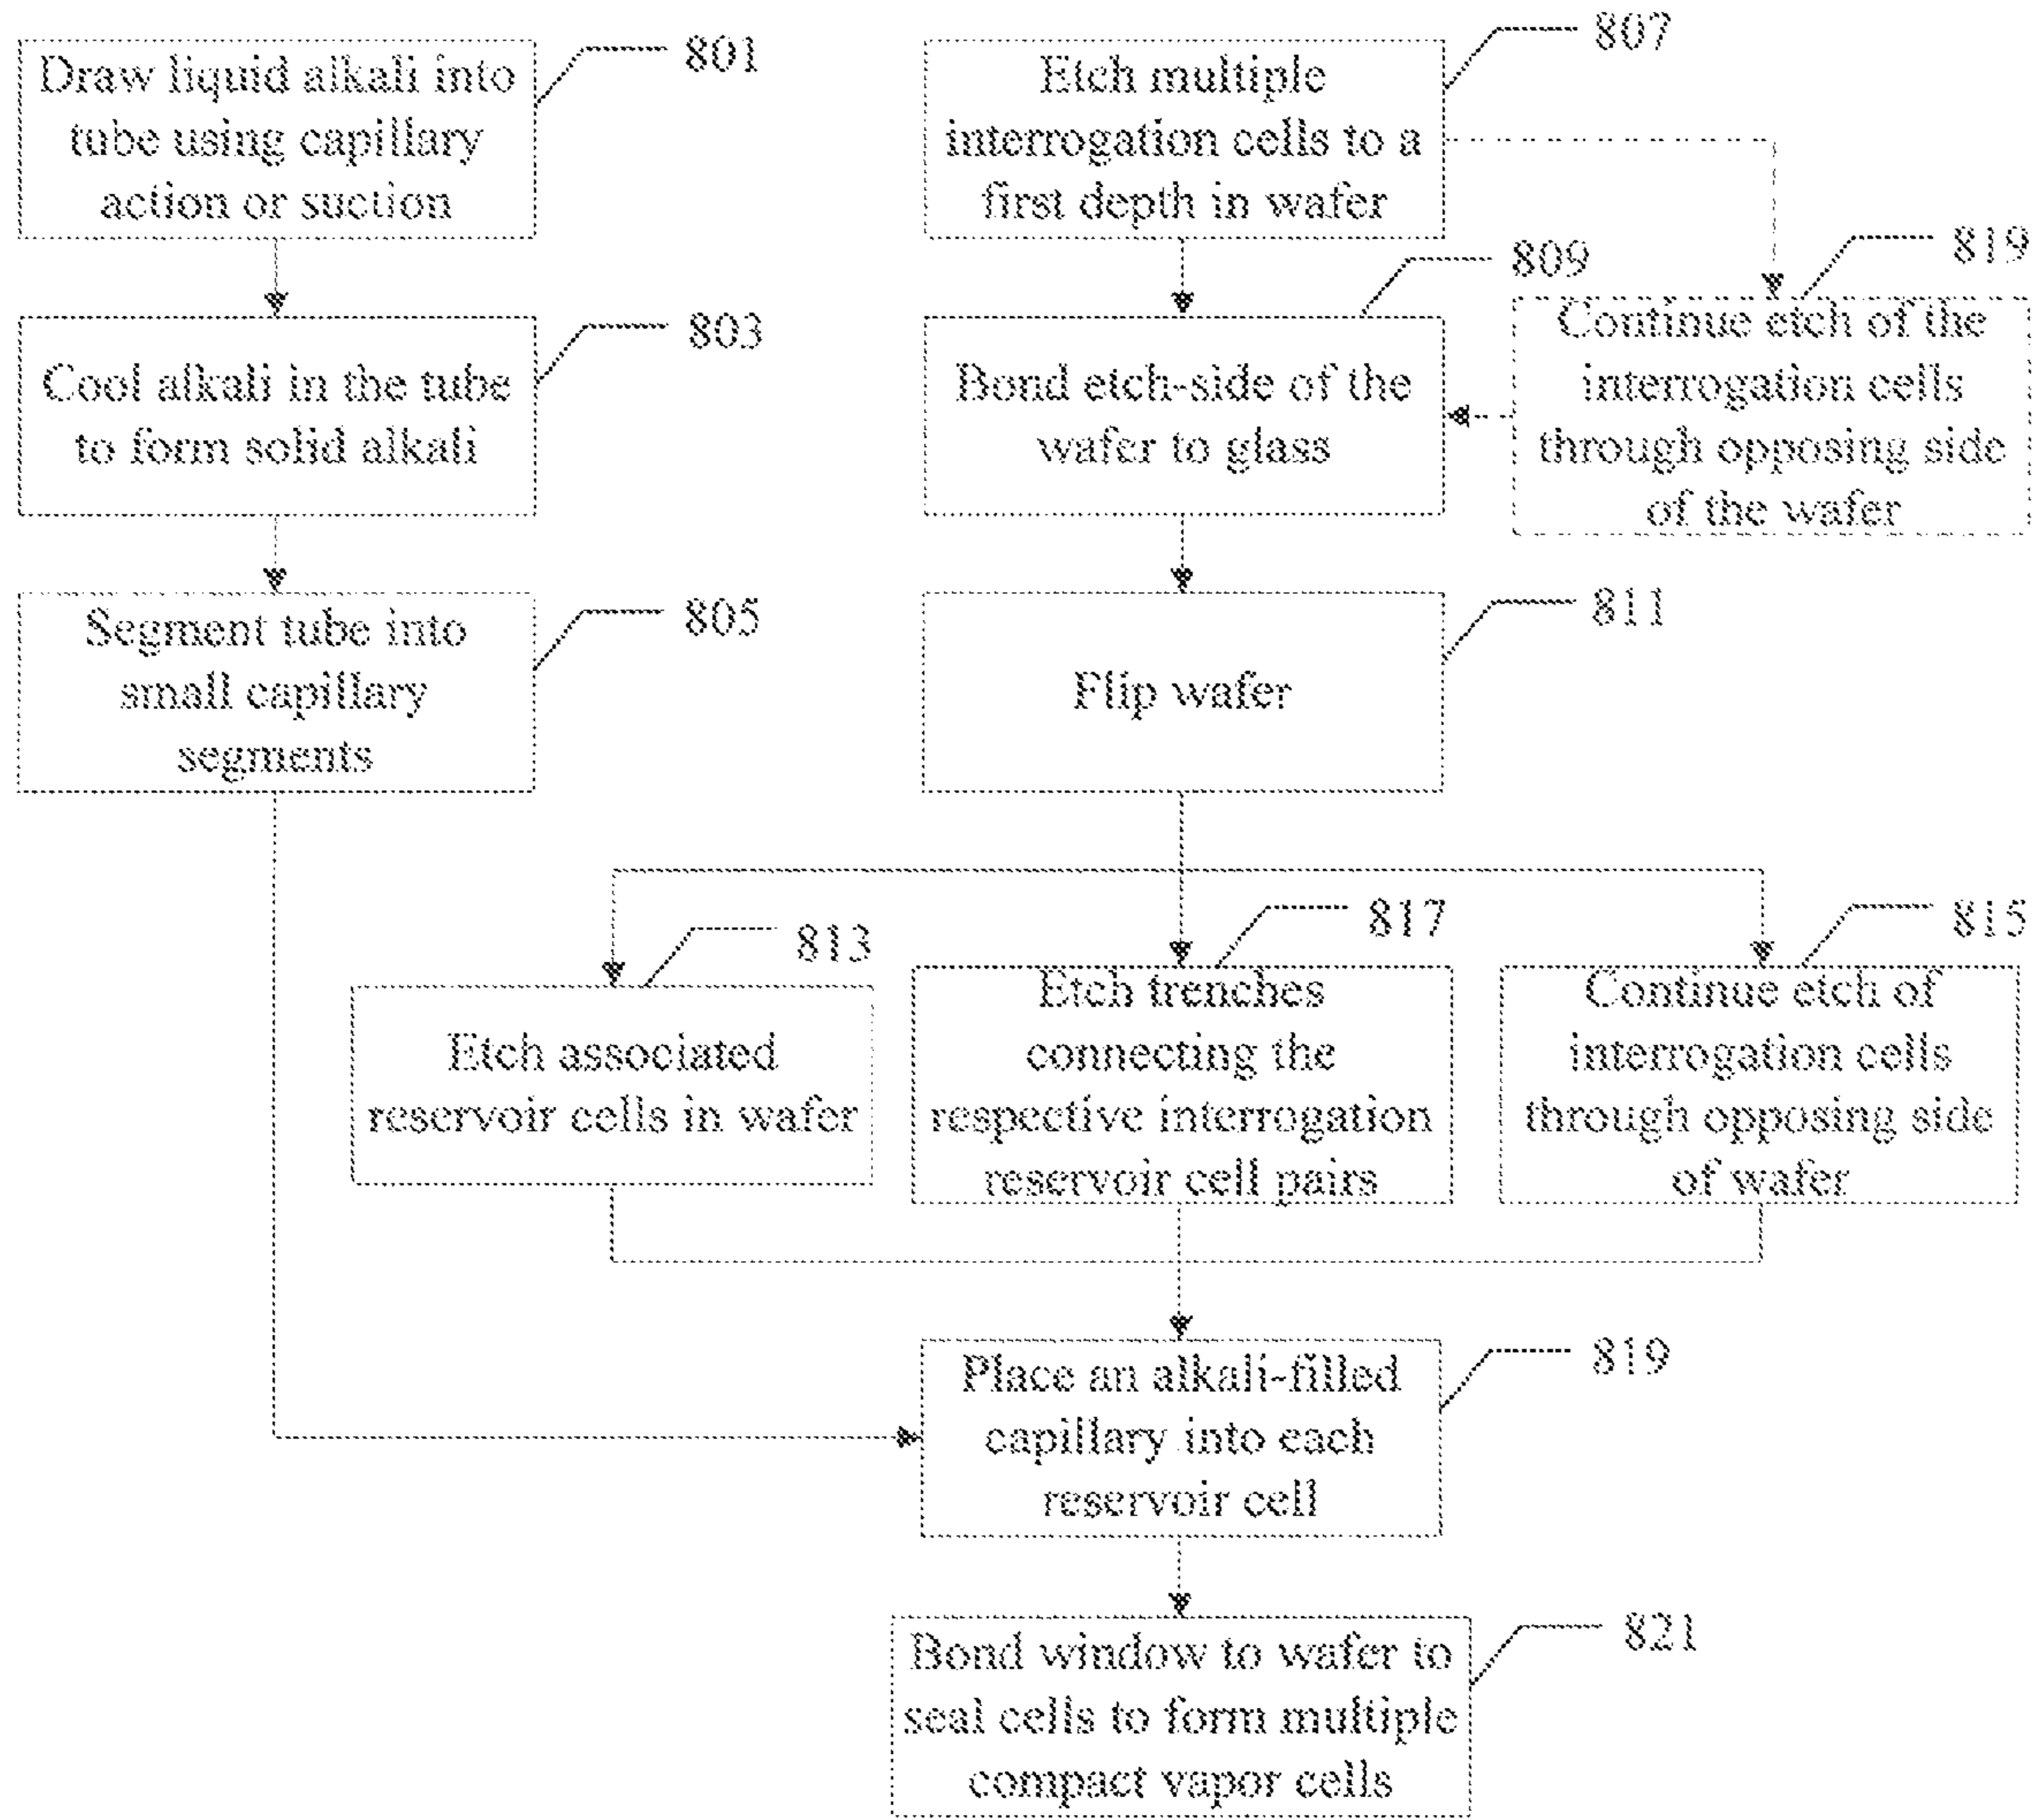 Draw liquid alkali into
tube using capillary
action or suction
801
Cool alkali in the tube
to form solid alkali
803
Segment tube into
small capillary
segments
805
Etch multiple
interrogation cells to a
first depth in wafer
807
Bond etch-side of the
wafer to glass
809
Continue etch of the
interrogation cells
through opposing side
of the wafer
819
Flip wafer
811
Etch associated
reservoir cells in wafer
813
Etch trenches
connecting the
respective interrogation
reservoir cell pairs
817
Continue etch of
interrogation cells
through opposing side
of wafer
815
Place an alkali-filled
capillary into each
reservoir cell
819
Bond window to wafer to
seal cells to form multiple
compact vapor cells
821